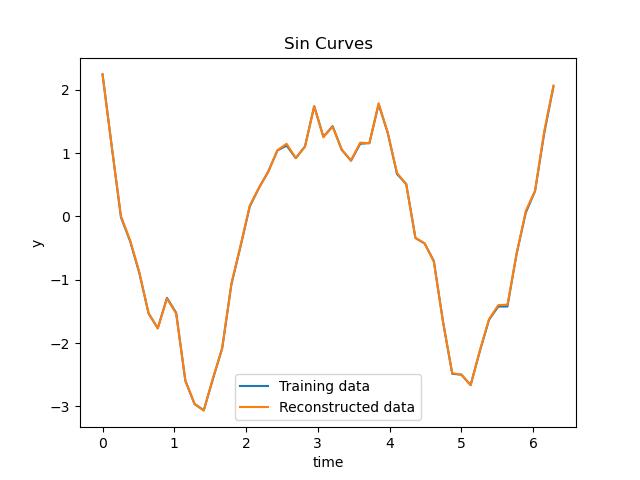 Sin Curves
y
2
1
0
−1
−2
−3
Training data
Reconstructed data
0 1 2 3 4 5 6
time